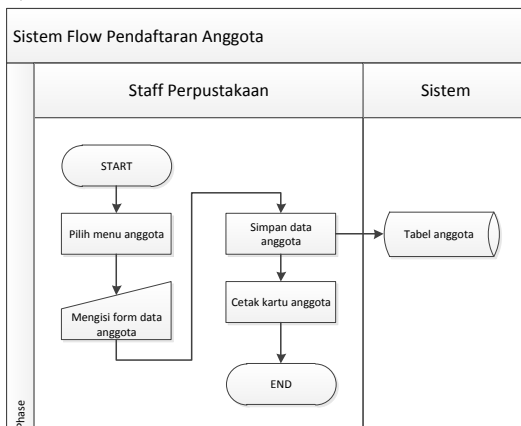 Sistem Flow Pendaftaran Anggota
Staff Perpustakaan
Sistem
START
Pilih menu anggota
Mengisi form data
anggota
Simpan data
anggota
Cetak kartu anggota
END
Tabel anggota
Phase